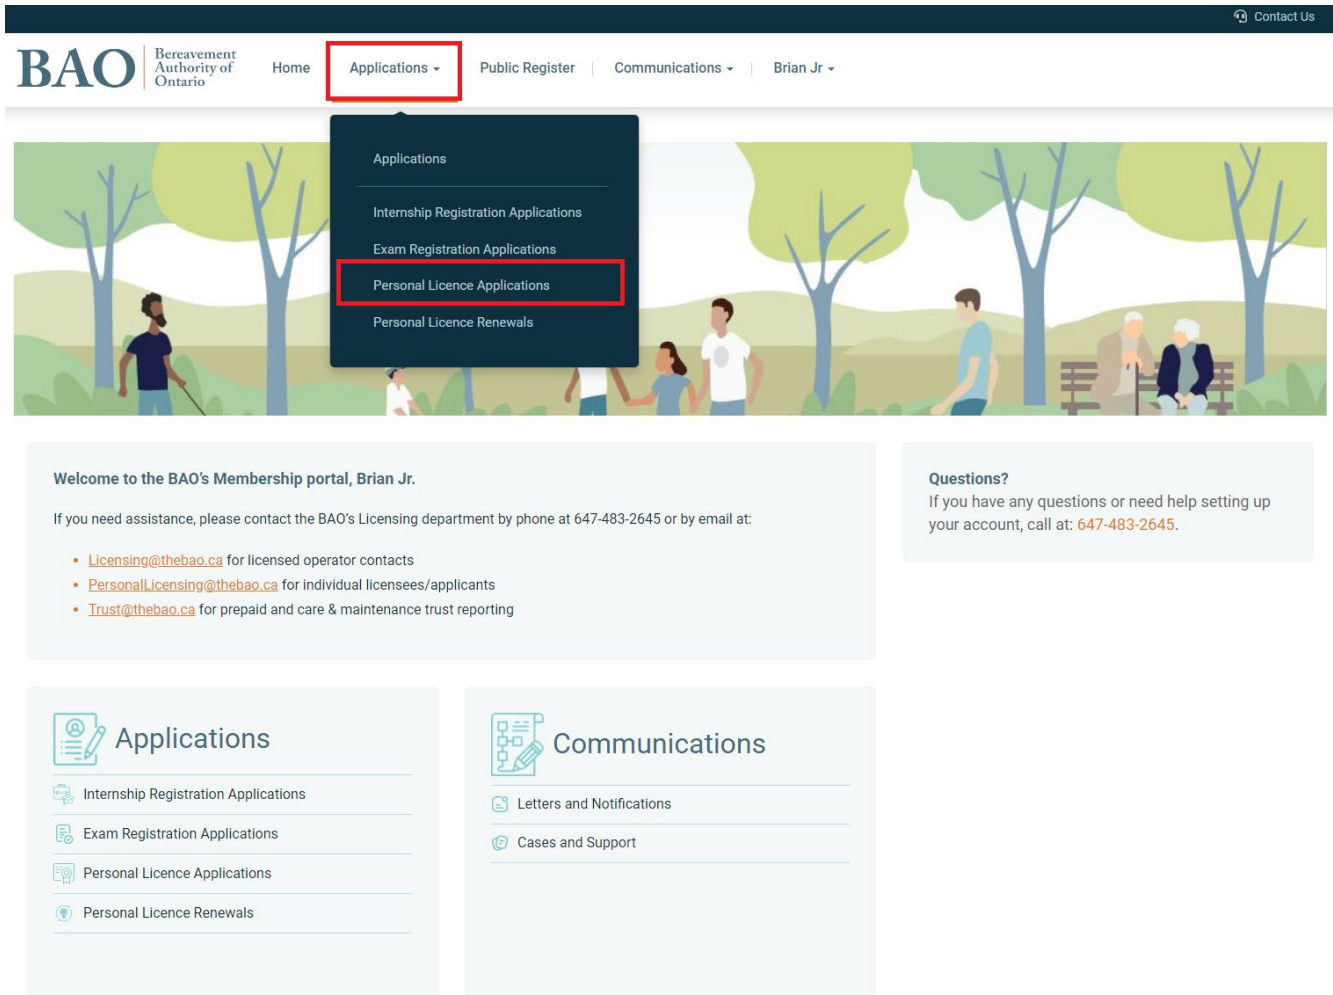 Contact Us
BAO
Bereavement
Authority of
Ontario
Home
Applications
Public Register
Communications
Brian Jr
Applications
Internship Registration Applications
Exam Registration Applications
Personal Licence Applications
Personal Licence Renewals
Welcome to the BAO's Membership portal, Brian Jr.
If you need assistance, please contact the BAO's Licensing department by phone at 647-483-2645 or by email at:
• Licensing@thebao.ca for licensed operator contacts
• PersonalLicensing@thebao.ca for individual licensees/applicants
• Trust@thebao.ca for prepaid and care & maintenance trust reporting
Questions?
If you have any questions or need help setting up
your account, call at: 647-483-2645.
Applications
Internship Registration Applications
Exam Registration Applications
Personal Licence Applications
Personal Licence Renewals
Communications
Letters and Notifications
Cases and Support